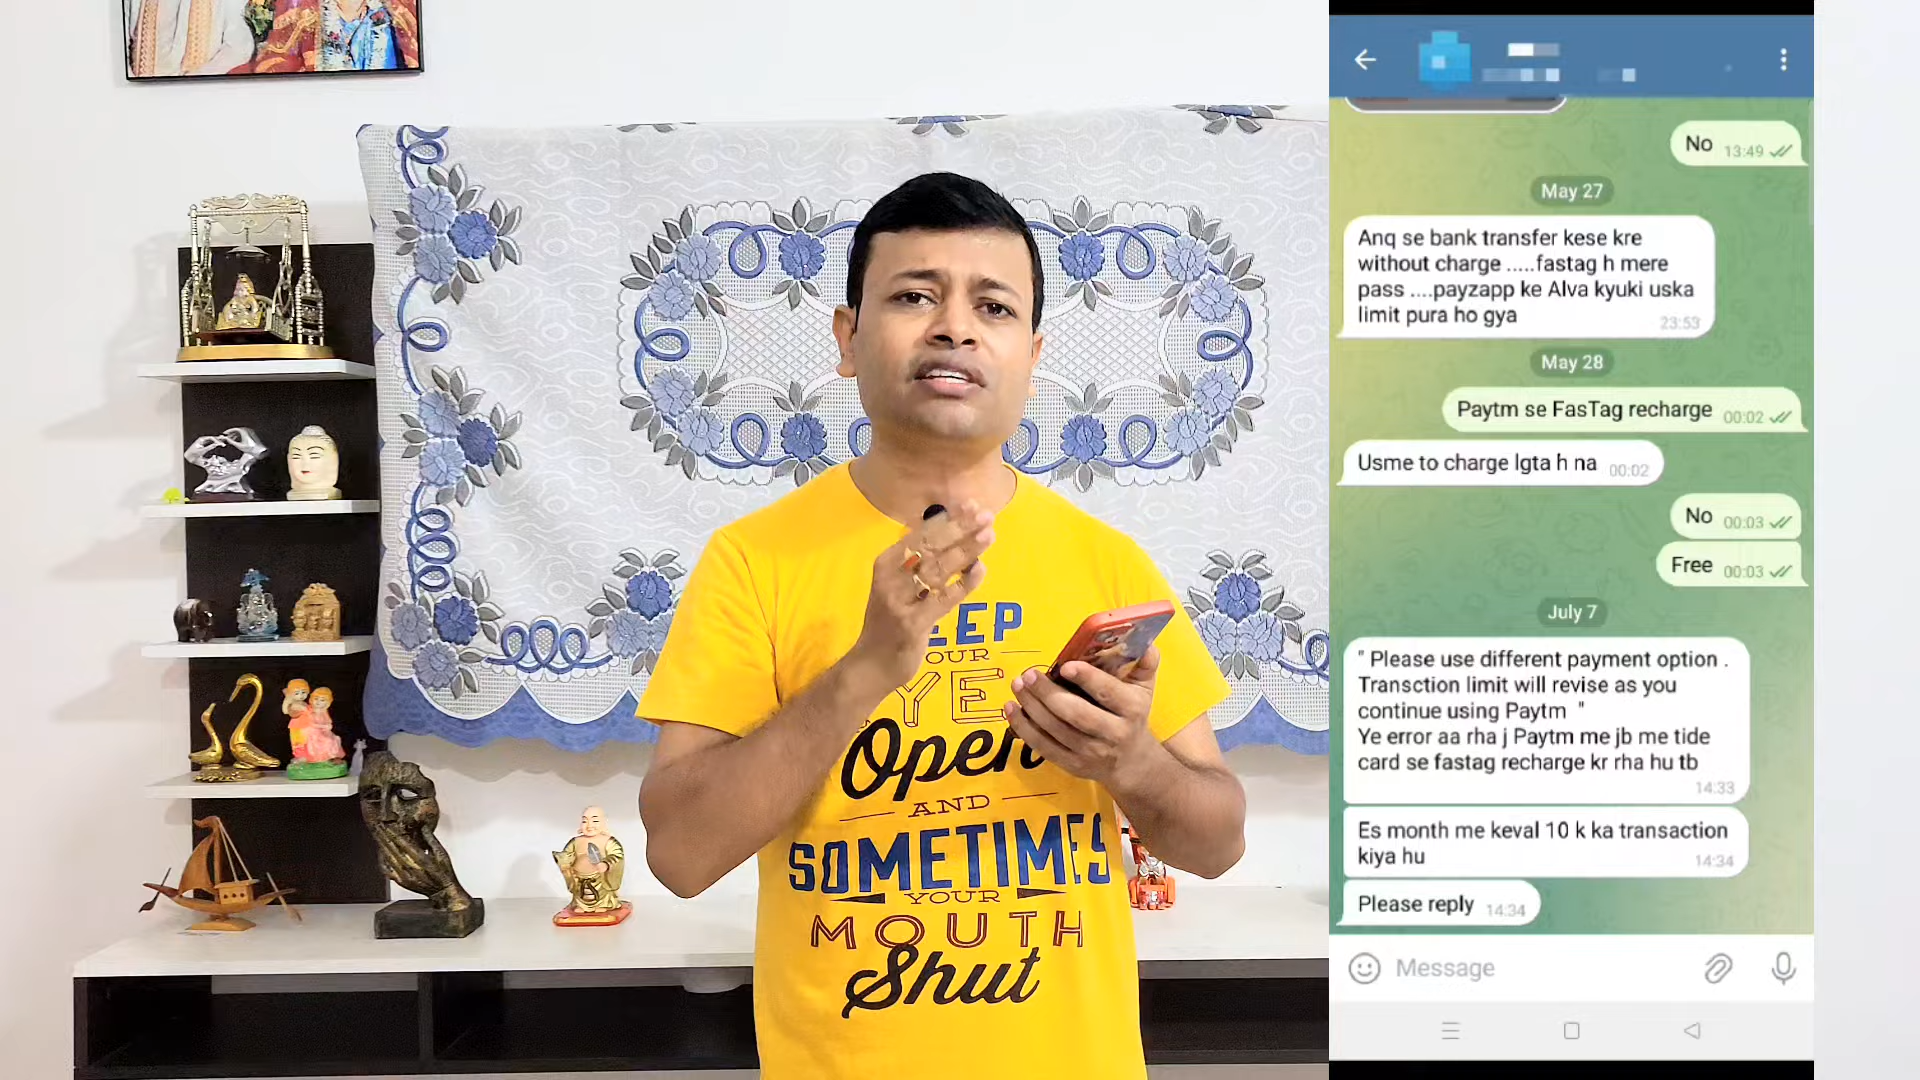 EEP
OUR
YE
Open
AND
SOMETIMES
YOUR
MOUTH
Shut
No 13:49
May 27
Anq se bank transfer kese kre
without charge .....fastag h mere
pass ....payzapp ke Alva kyuki uska
limit pura ho gya
23:53
May 28
Paytm se FasTag recharge 00:02
Usme to charge lgta h na 00:02
No 00:03
Free 00:03
July 7
" Please use different payment option .
Transction limit will revise as you
continue using Paytm "
Ye error aa rha j Paytm me jb me tide
card se fastag recharge kr rha hu tb
14:33
Es month me keval 10 k ka transaction
kiya hu 14:34
Please reply 14:34
Message